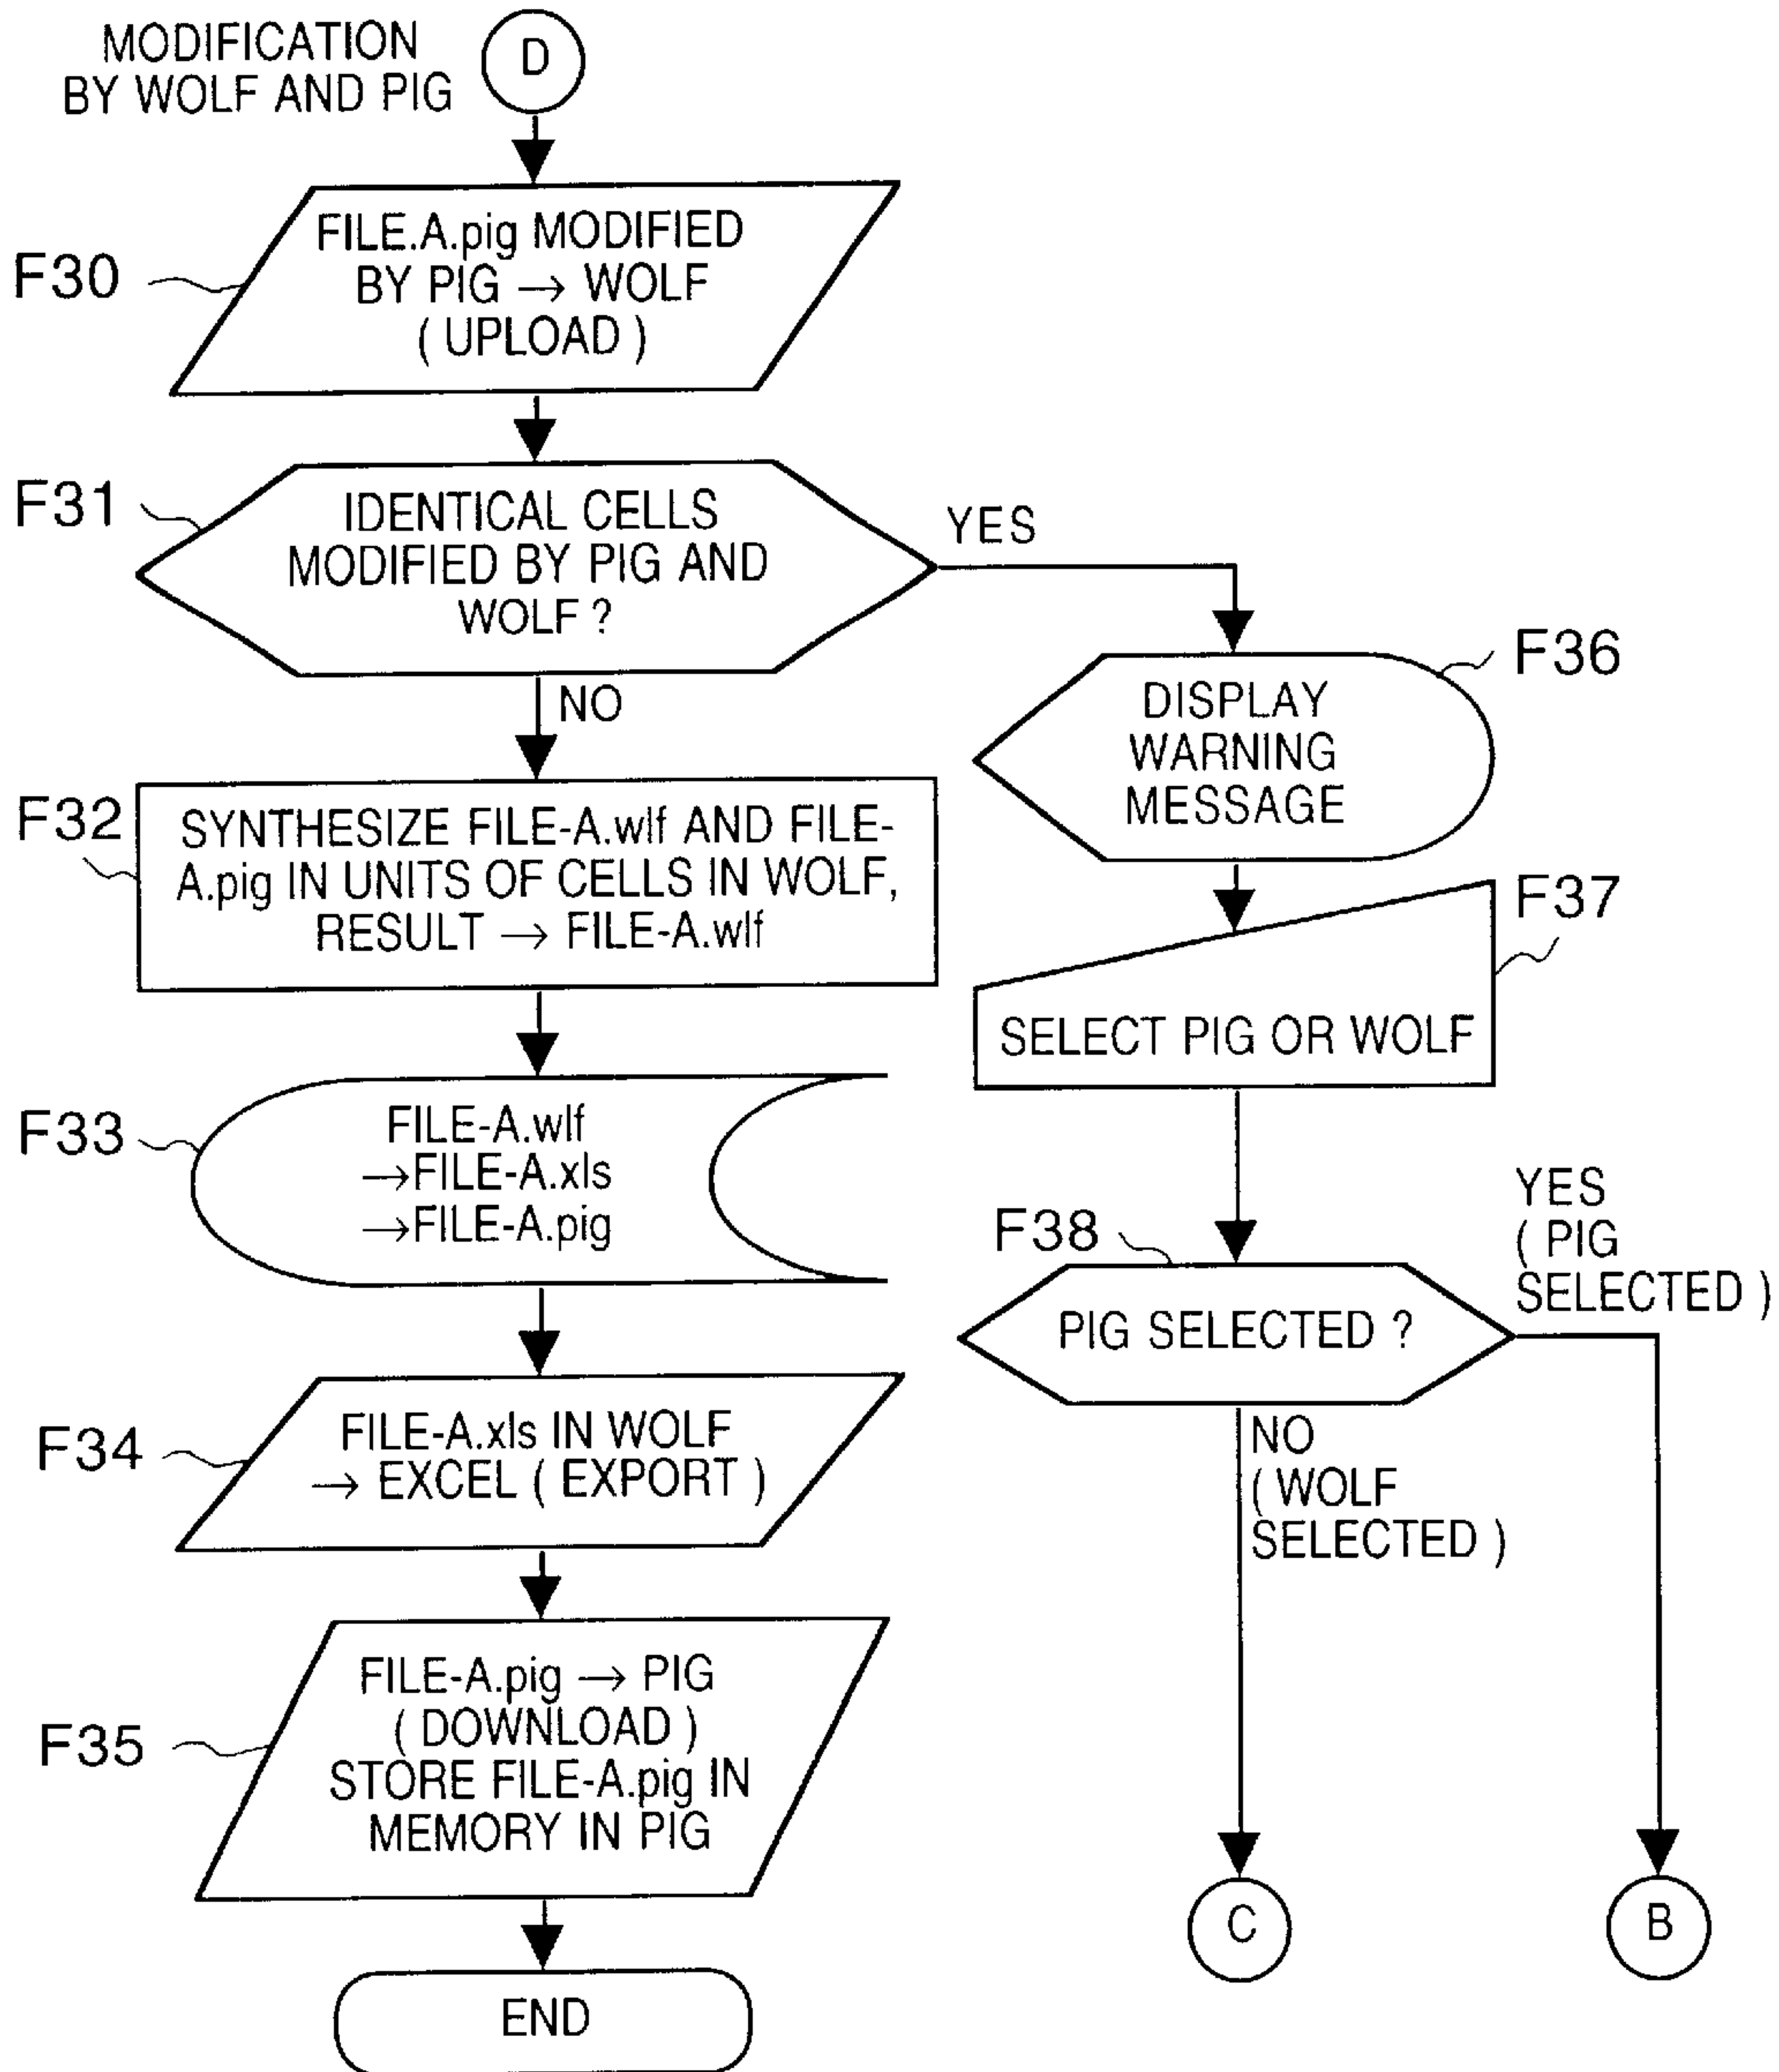 MODIFICATION
BY WOLF AND PIG
D
F30
FILE.A.pig MODIFIED
BY PIG → WOLF
( UPLOAD )
F31
IDENTICAL CELLS
MODIFIED BY PIG AND
WOLF ?
YES
NO
F32
SYNTHESIZE FILE-A.wlf AND FILE-
A.pig IN UNITS OF CELLS IN WOLF,
RESULT → FILE-A.wlf
F33
FILE-A.wlf
→FILE-A.xls
→FILE-A.pig
F34
FILE-A.xls IN WOLF
→ EXCEL ( EXPORT )
F35
FILE-A.pig → PIG
( DOWNLOAD )
STORE FILE-A.pig IN
MEMORY IN PIG
END
F36
DISPLAY
WARNING
MESSAGE
F37
SELECT PIG OR WOLF
F38
PIG SELECTED ?
YES
( PIG
SELECTED )
NO
( WOLF
SELECTED )
C
B